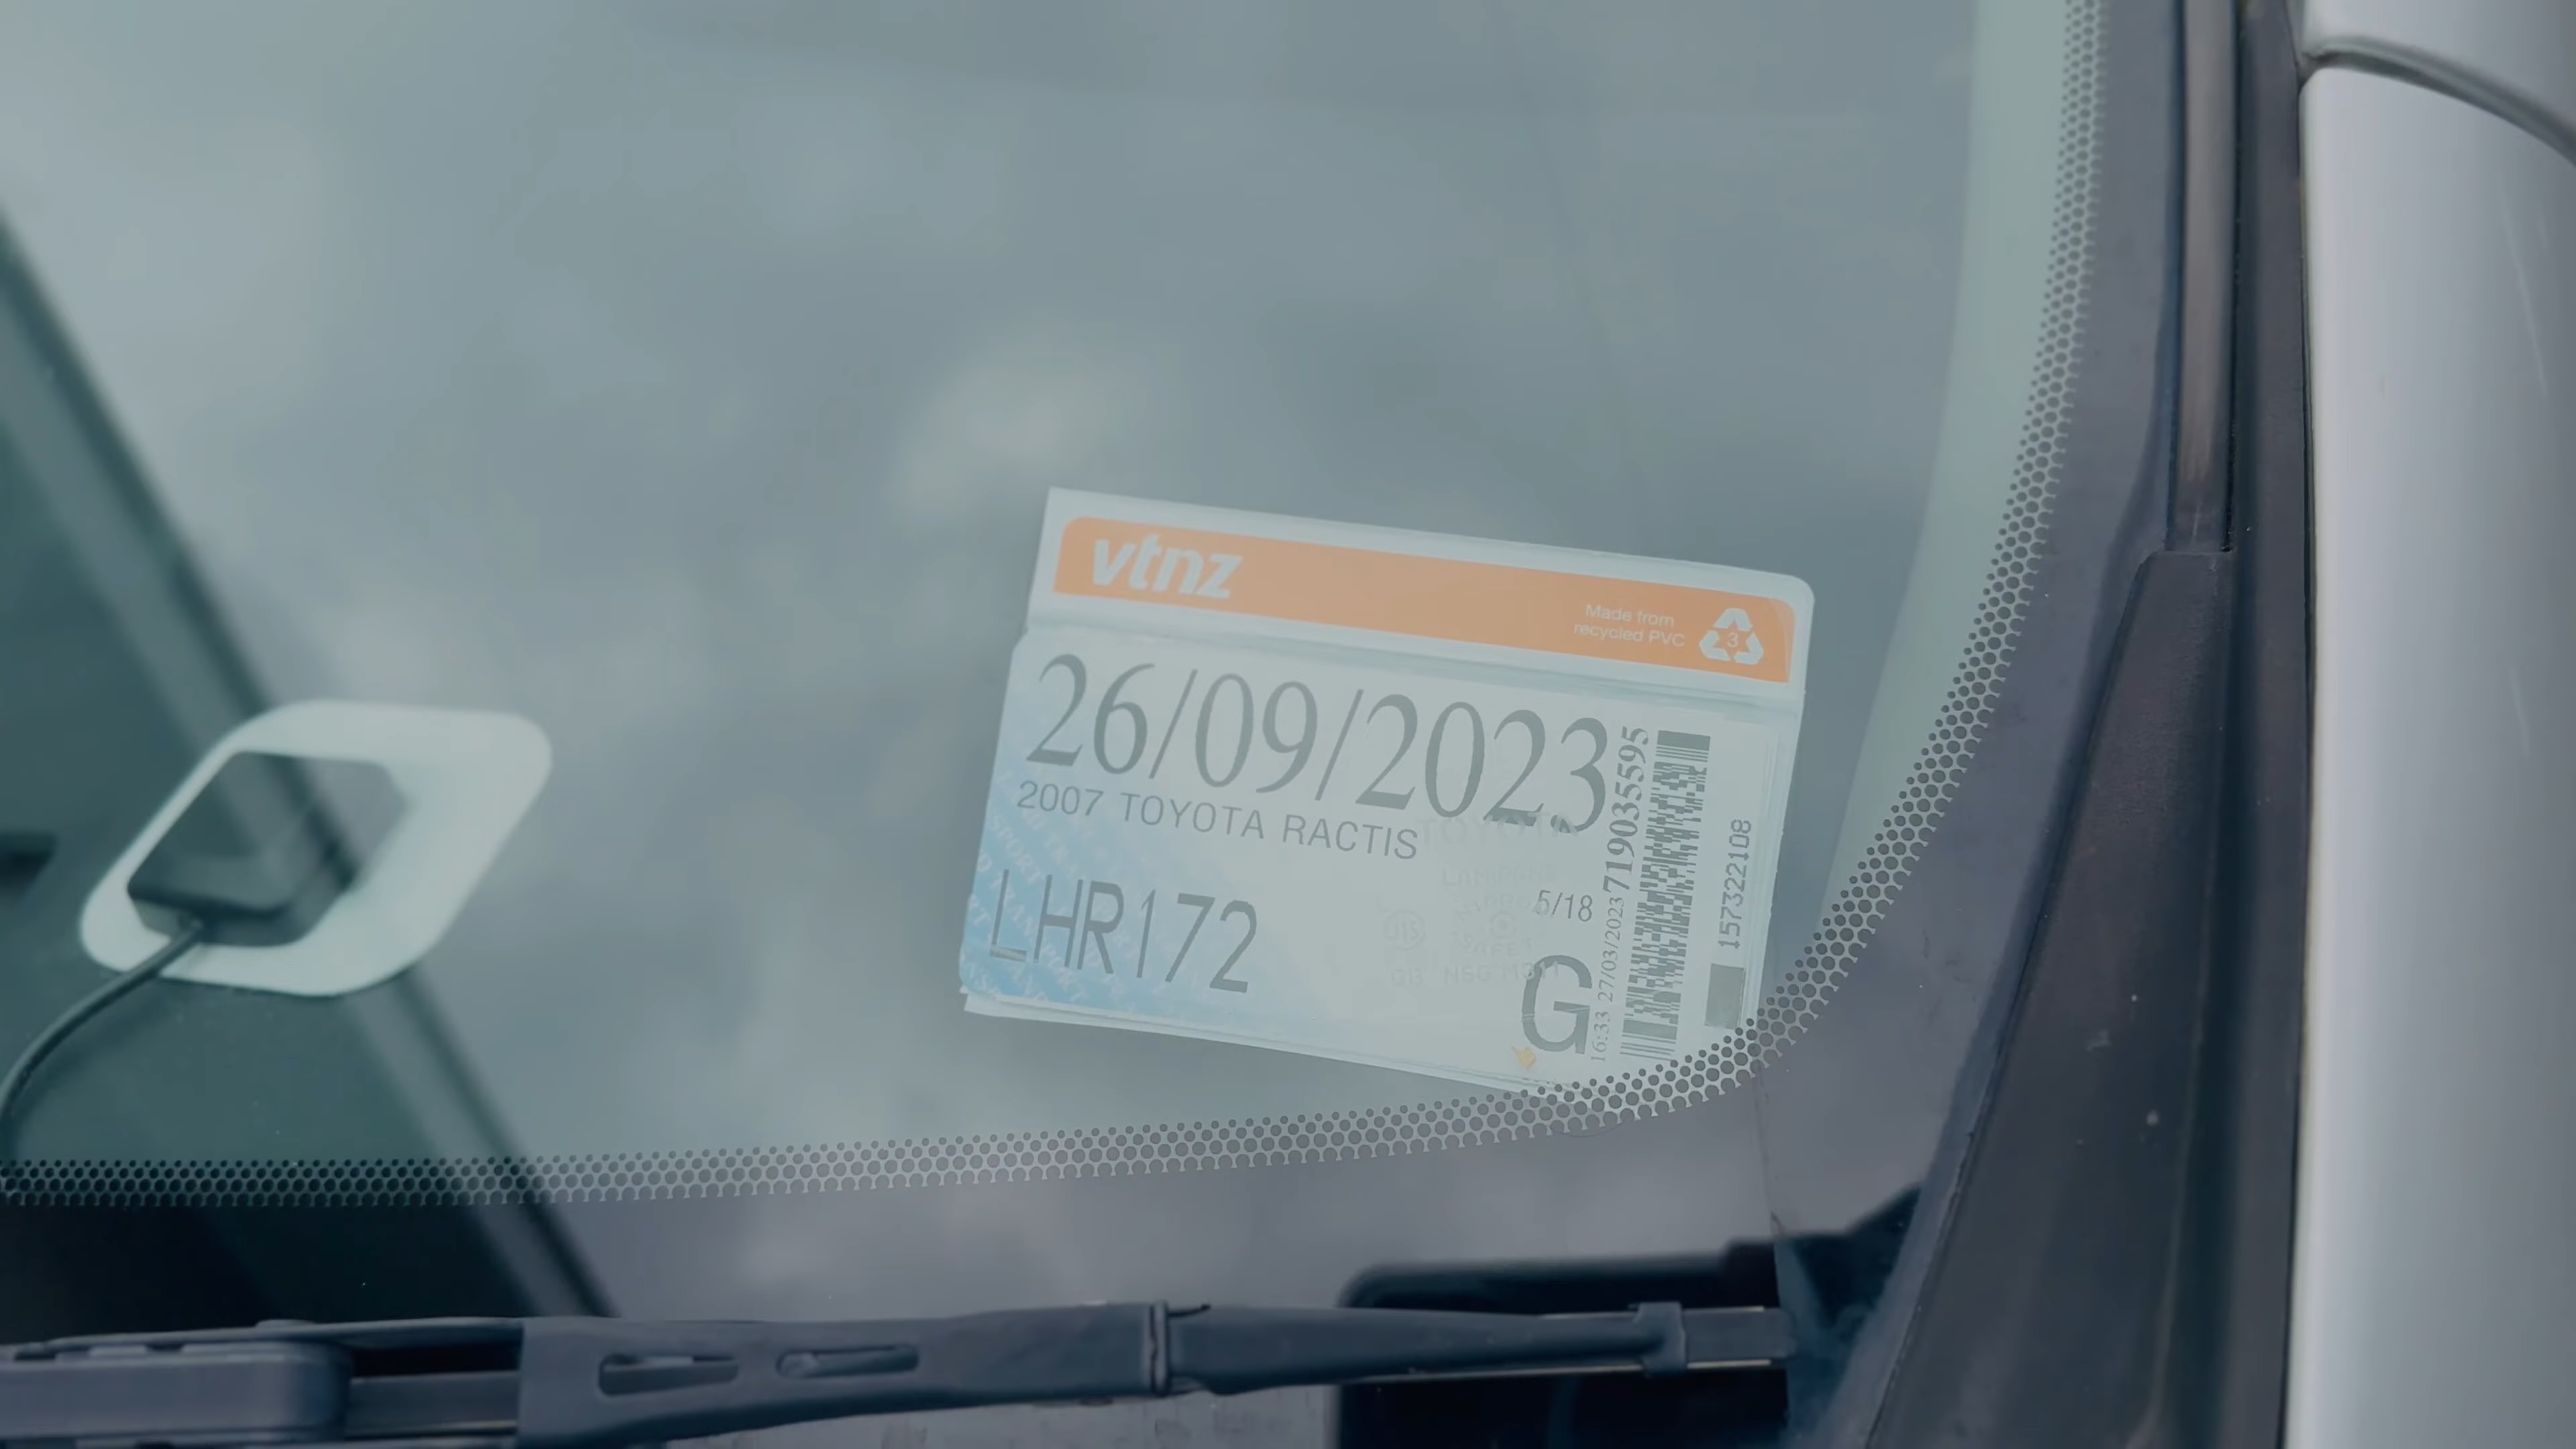 vtnz
Made from
recycled PVC
3
26/09/2023
2007 TOYOTA RACTIS
TOYOTA
LHR172
5/18
G
16:33 27/03/2023 719035595
157322108